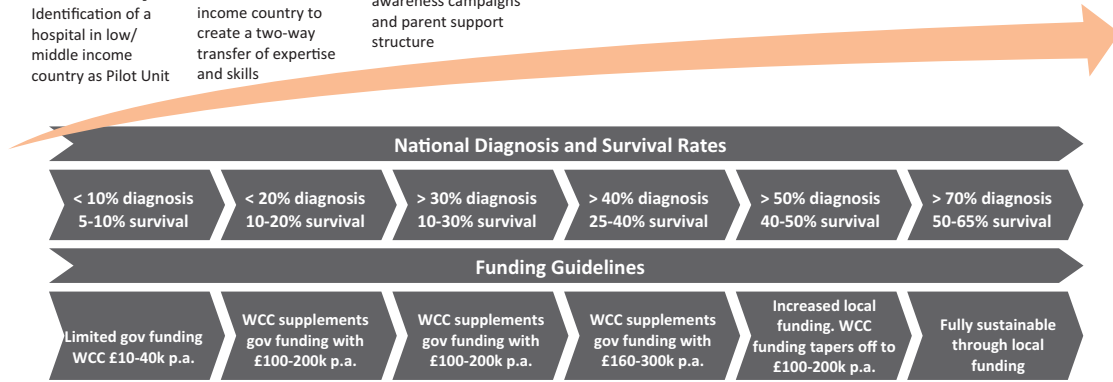 Identification of a
hospital in low/
middle income
country as Pilot Unit
income country to
create a two-way
transfer of expertise
and skills
awareness campaigns
and parent support
structure
National Diagnosis and Survival Rates
< 10% diagnosis
5-10% survival
< 20% diagnosis
10-20% survival
> 30% diagnosis
10-30% survival
> 40% diagnosis
25-40% survival
> 50% diagnosis
40-50% survival
> 70% diagnosis
50-65% survival
Funding Guidelines
Limited gov funding
WCC £10-40k p.a.
WCC supplements
gov funding with
£100-200k p.a.
WCC supplements
gov funding with
£100-200k p.a.
WCC supplements
gov funding with
£160-300k p.a.
Increased local
funding. WCC
funding tapers off to
£100-200k p.a.
Fully sustainable
through local
funding